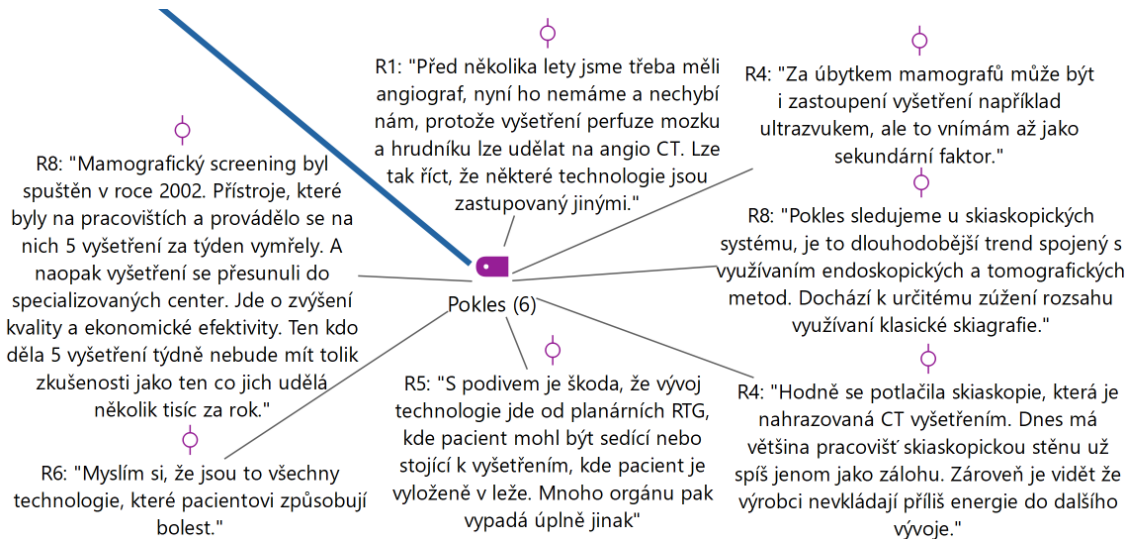 R1: "Před několika lety jsme třeba měli
angiograf, nyní ho nemáme a nechybí
nám, protože vyšetření perfuze mozku
a hrudníku lze udělat na angio CT. Lze
tak říct, že některé technologie jsou
zastupovaný jinými."
R4: "Za úbytkem mamografů může být
i zastoupení vyšetření například
ultrazvukem, ale to vnímám až jako
sekundární faktor."
R8: "Mamografický screening byl
spuštěn v roce 2002. Přístroje, které
byly na pracovištích a provádělo se na
nich 5 vyšetření za týden vymřely. A
naopak vyšetření se přesunuli do
specializovaných center. Jde o zvýšení
kvality a ekonomické efektivity. Ten kdo
děla 5 vyšetření týdně nebude mít tolik
zkušenosti jako ten co jich udělá
několik tisíc za rok."
R8: "Pokles sledujeme u skiaskopických
systému, je to dlouhodobější trend spojený s
využívaním endoskopických a tomografických
metod. Dochází k určitému zúžení rozsahu
využívaní klasické skiagrafie."
Pokles (6)
R6: "Myslím si, že jsou to všechny
technologie, které pacientovi způsobují
bolest."
R5: "S podivem je škoda, že vývoj
technologie jde od planárních RTG,
kde pacient mohl být sedící nebo
stojící k vyšetřením, kde pacient je
vyloženě v leže. Mnoho orgánu pak
vypadá úplně jinak"
R4: "Hodně se potlačila skiaskopie, která je
nahrazovaná CT vyšetřením. Dnes má
většina pracovišť skiaskopickou stěnu už
spíš jenom jako zálohu. Zároveň je vidět že
výrobci nevkládají příliš energie do dalšího
vývoje."